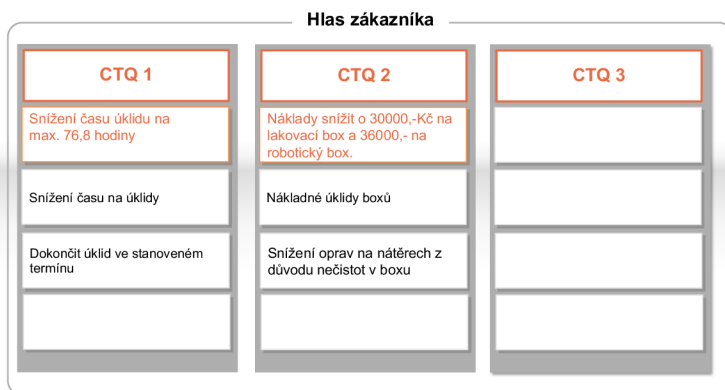 Hlas zákazníka
CTQ 1
Snížení času úklidu na
max. 76,8 hodiny
Snížení času na úklidy
Dokončit úklid ve stanoveném
termínu
CTQ 2
Náklady snížit o 30000,-Kč na
lakovací box a 36000,- na
robotický box.
Nákladné úklidy boxů
Snížení oprav na nátěrech z
důvodu nečistot v boxu
CTQ 3